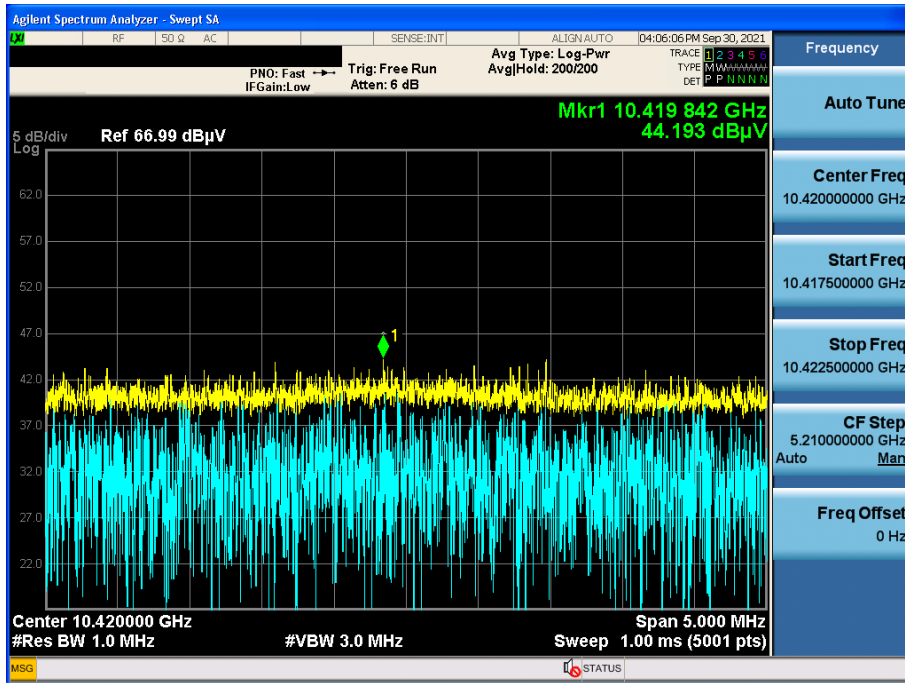 Agilent Spectrum Analyzer - Swept SA
LXI RF 50 Ω AC SENSE:INT ALIGN AUTO 04:06:06 PM Sep 30, 2021
Frequency
PNO: Fast Trig: Free Run Avg Type: Log-Pwr TRACE 1 2 3 4 5 6
IFGain:Low Atten: 6 dB Avg|Hold: 200/200 TYPE M WWWWW
DET P P N N N N
Auto Tune
Mkr1 10.419 842 GHz
44.193 dBµV
5 dB/div Ref 66.99 dBµV
Log
Center Freq
10.420000000 GHz
62.0
57.0
Start Freq
10.417500000 GHz
52.0
47.0
1
Stop Freq
10.422500000 GHz
42.0
37.0
CF Step
5.210000000 GHz
Auto Man
32.0
27.0
Freq Offset
0 Hz
22.0
Center 10.420000 GHz Span 5.000 MHz
#Res BW 1.0 MHz #VBW 3.0 MHz Sweep 1.00 ms (5001 pts)
MSG STATUS